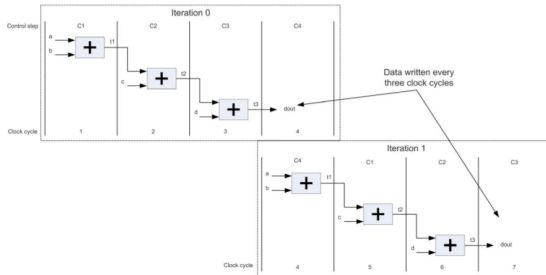 Iteration 0
Control step C1 C2 C3 C4
a
b
+
t1
c
+
t2
d
+
t3
dout
Clock cycle 1 2 3 4
Data written every
three clock cycles
Iteration 1
C4 C1 C2 C3
a
b
+
t1
c
+
t2
d
+
t3
dout
Clock cycle 4 5 6 7